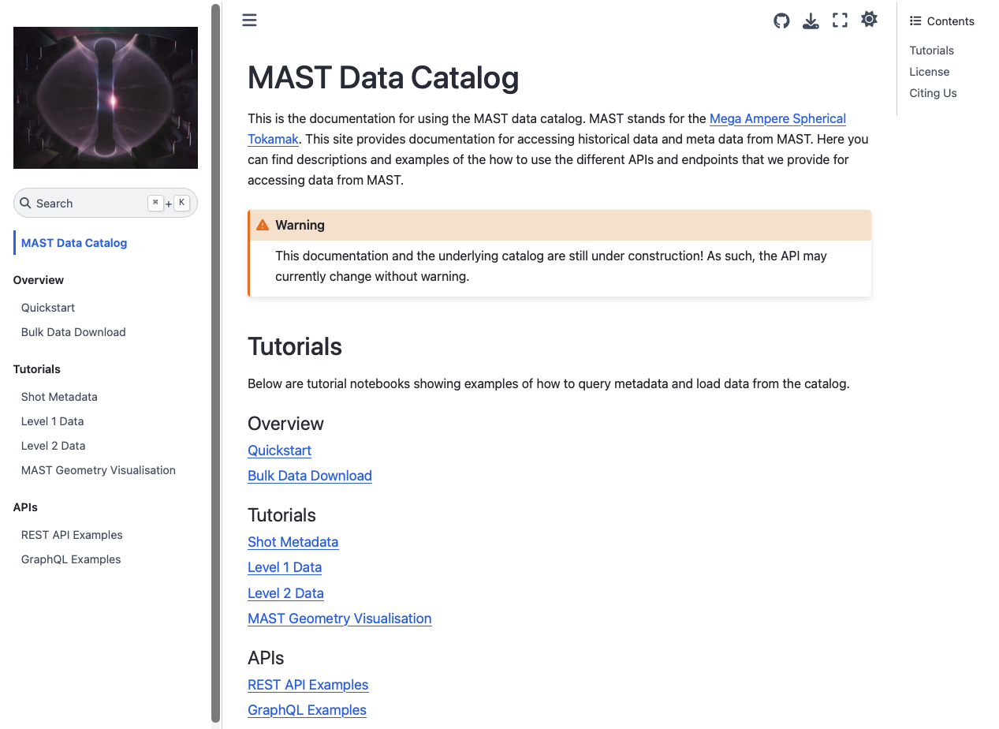 Search ⌘ + K
MAST Data Catalog
Overview
Quickstart
Bulk Data Download
Tutorials
Shot Metadata
Level 1 Data
Level 2 Data
MAST Geometry Visualisation
APIs
REST API Examples
GraphQL Examples
MAST Data Catalog
This is the documentation for using the MAST data catalog. MAST stands for the Mega Ampere Spherical
Tokamak. This site provides documentation for accessing historical data and meta data from MAST. Here you
can find descriptions and examples of the how to use the different APIs and endpoints that we provide for
accessing data from MAST.
Warning
This documentation and the underlying catalog are still under construction! As such, the API may
currently change without warning.
Tutorials
Below are tutorial notebooks showing examples of how to query metadata and load data from the catalog.
Overview
Quickstart
Bulk Data Download
Tutorials
Shot Metadata
Level 1 Data
Level 2 Data
MAST Geometry Visualisation
APIs
REST API Examples
GraphQL Examples
Contents
Tutorials
License
Citing Us